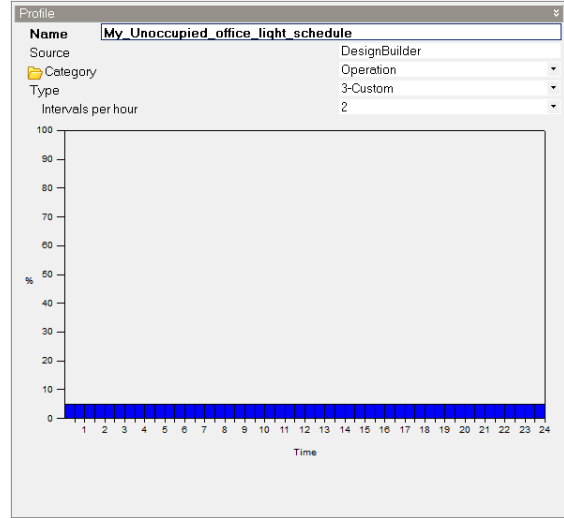 Profile
Name My_Unoccupied_office_light_schedule
Source DesignBuilder
Category Operation
Type 3-Custom
Intervals per hour 2
100
90
80
70
60
% 50
40
30
20
10
0
1 2 3 4 5 6 7 8 9 10 11 12 13 14 15 16 17 18 19 20 21 22 23 24
Time